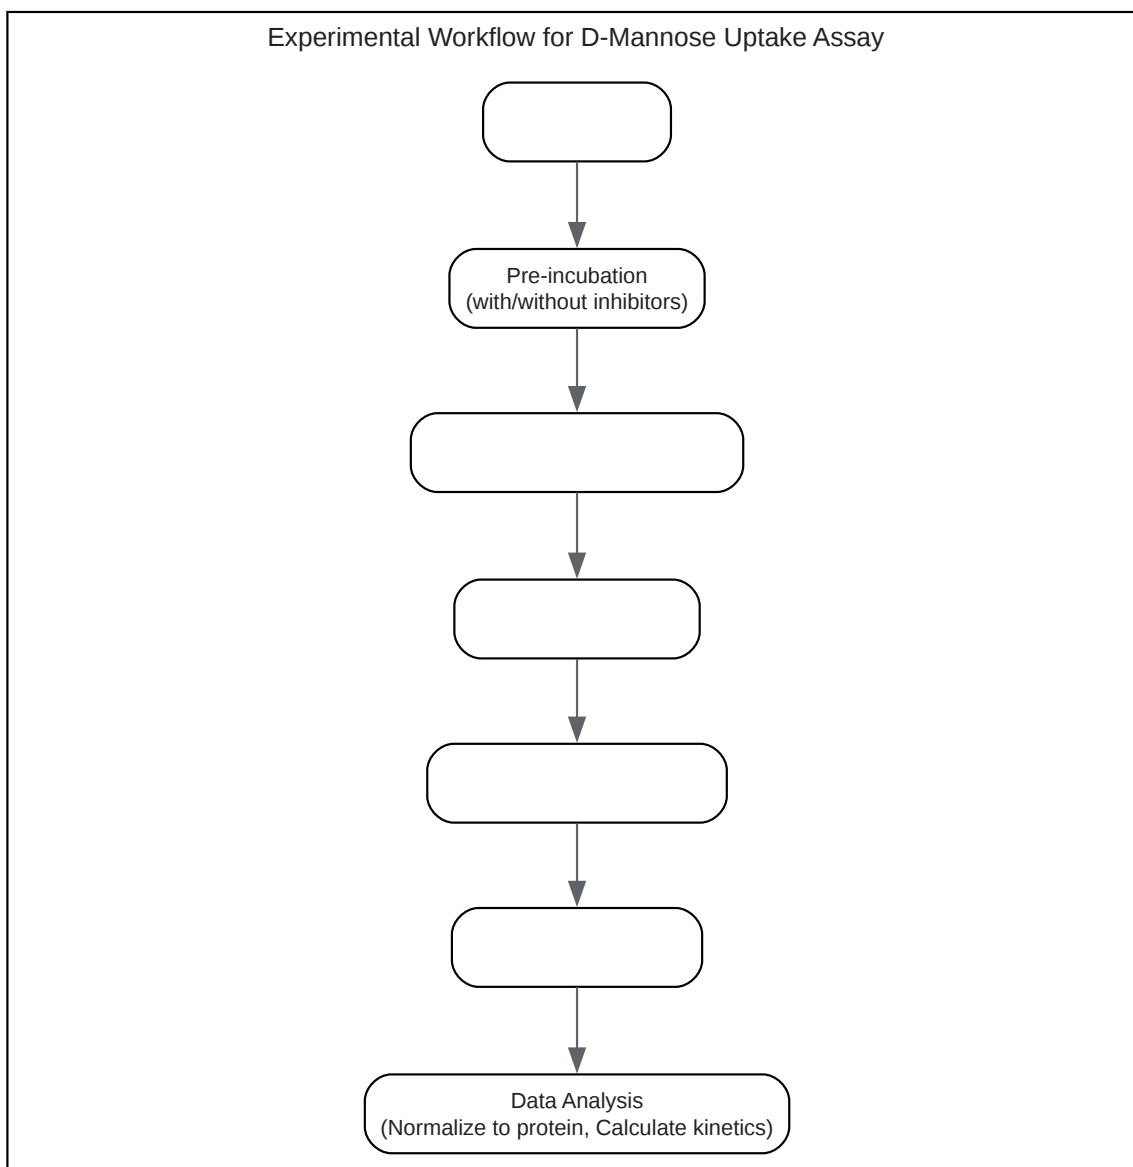 Experimental Workflow for D-Mannose Uptake Assay
Pre-incubation
(with/without inhibitors)
Data Analysis
(Normalize to protein, Calculate kinetics)